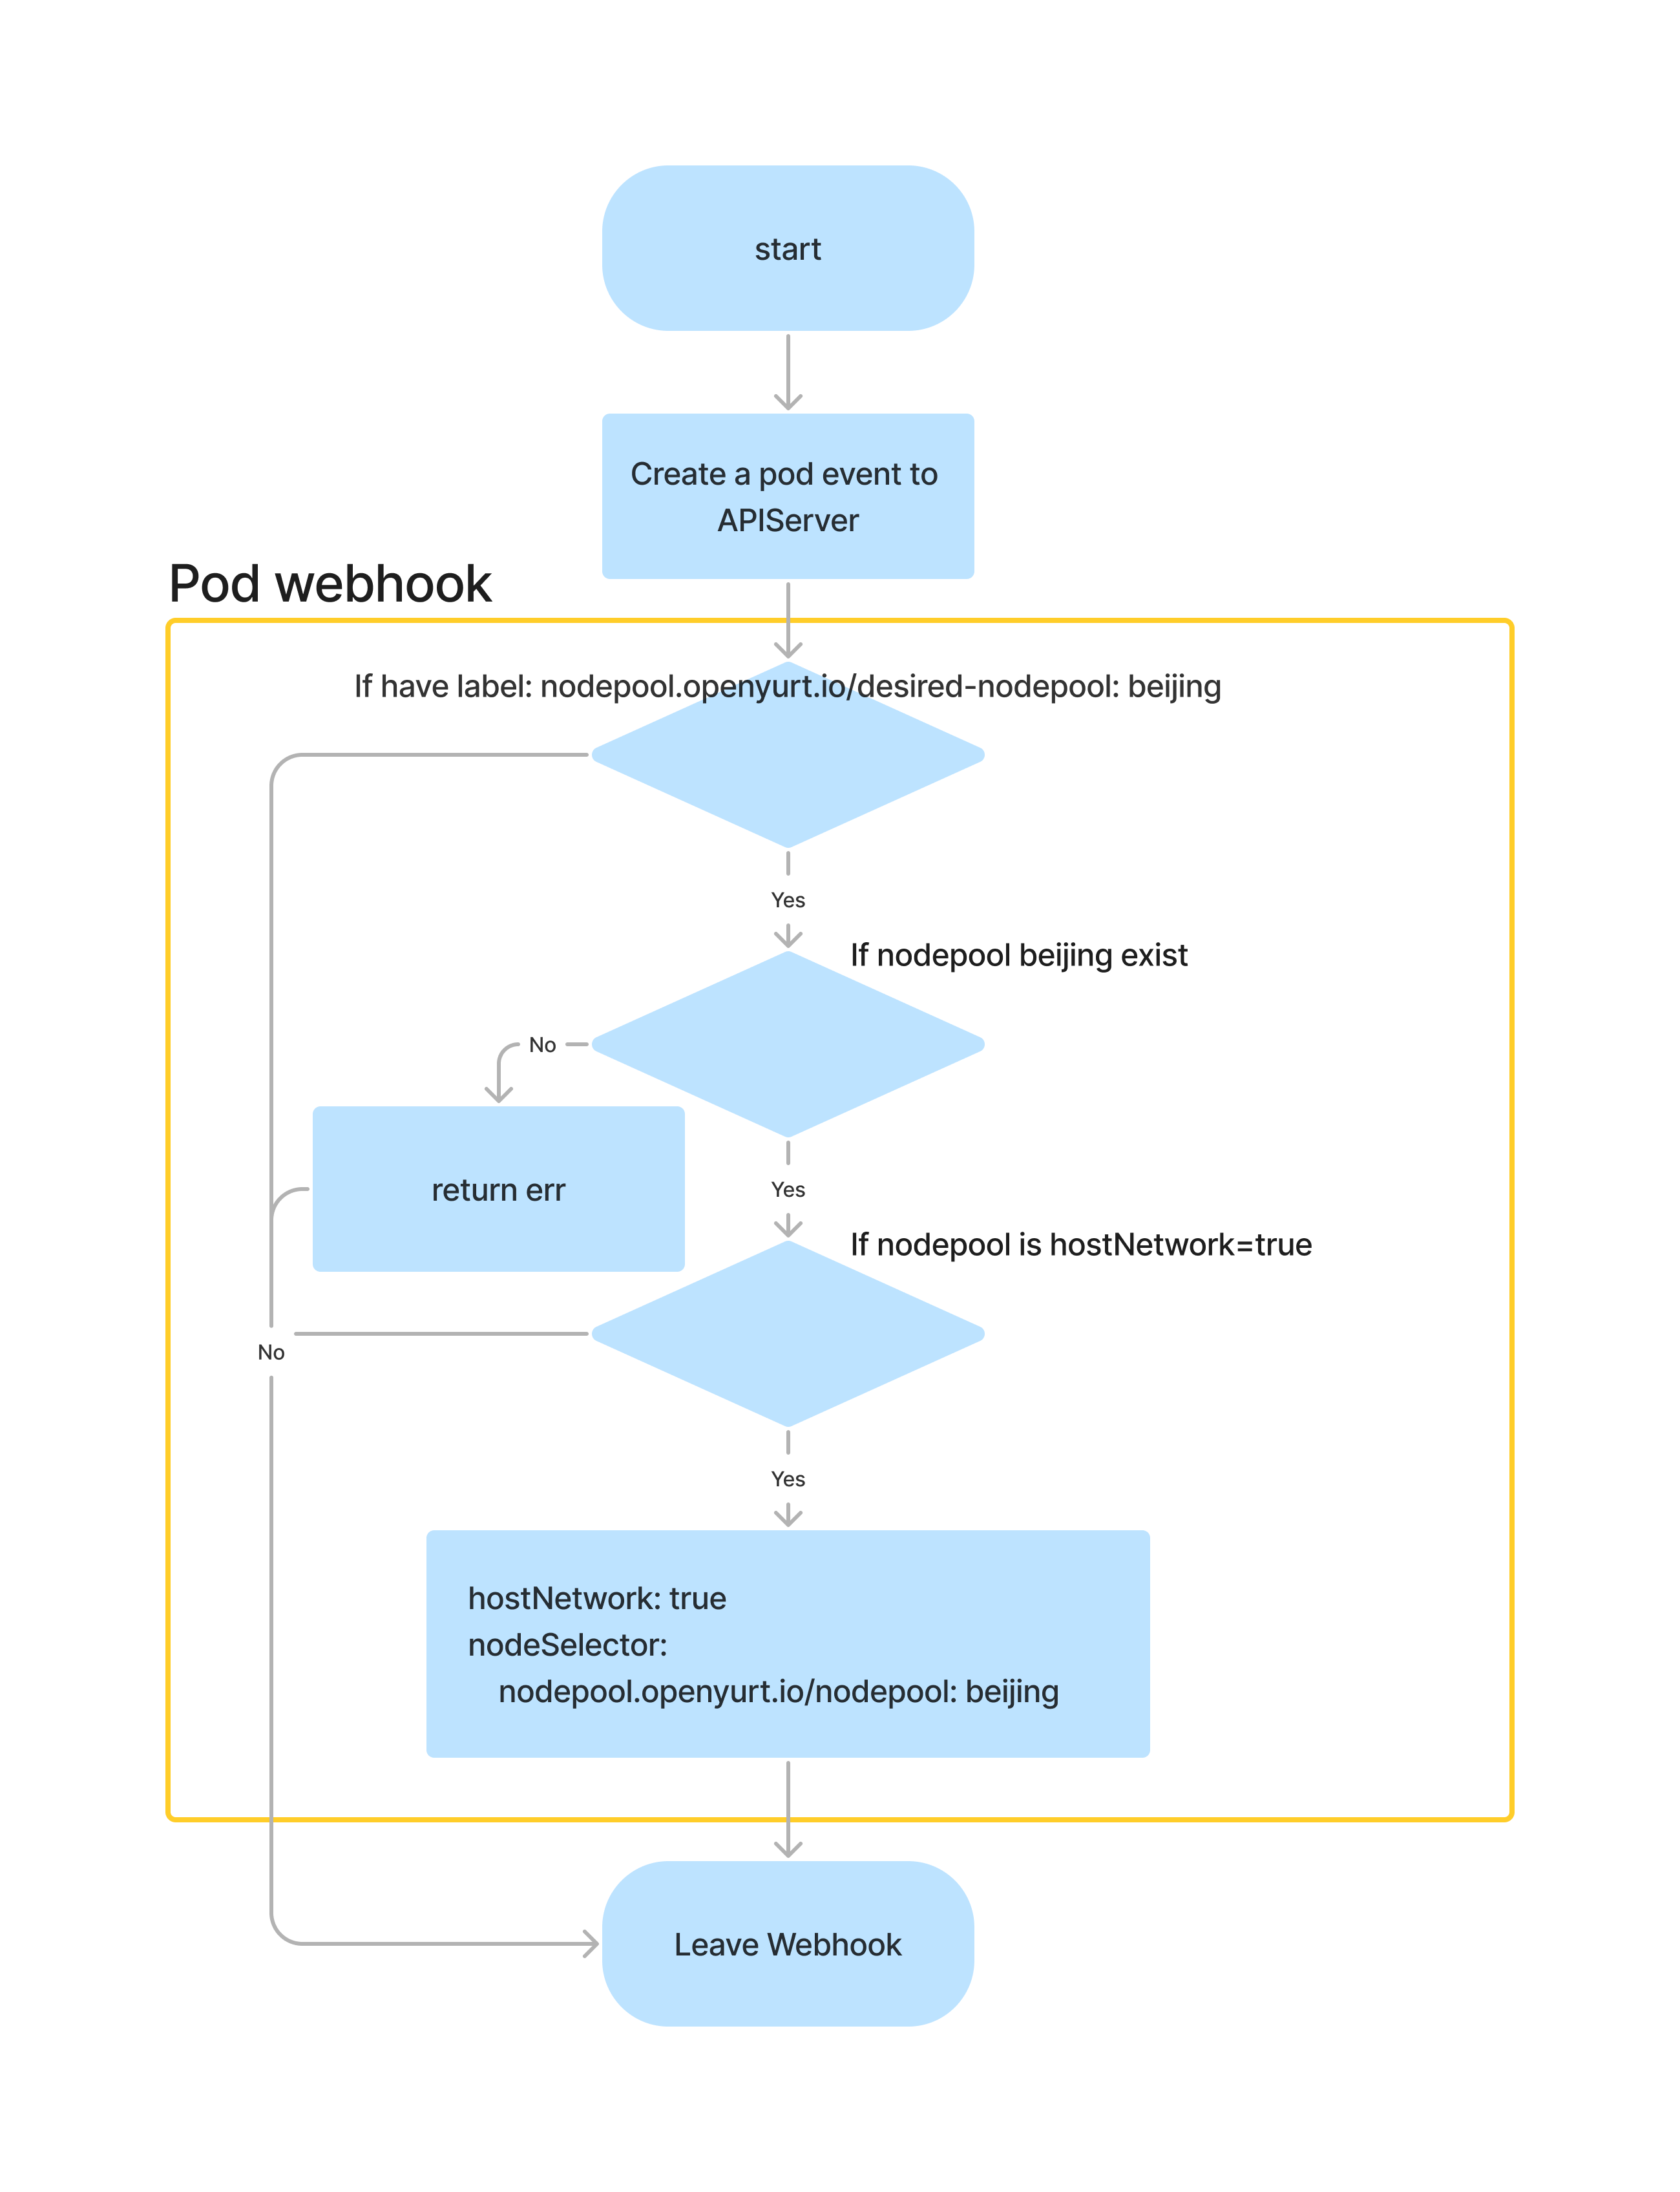 start
Create a pod event to
APIServer
Pod webhook
If have label: nodepool.openyurt.io/desired-nodepool: beijing
Yes
If nodepool beijing exist
No
return err
Yes
If nodepool is hostNetwork=true
No
Yes
hostNetwork: true
nodeSelector:
nodepool.openyurt.io/nodepool: beijing
Leave Webhook